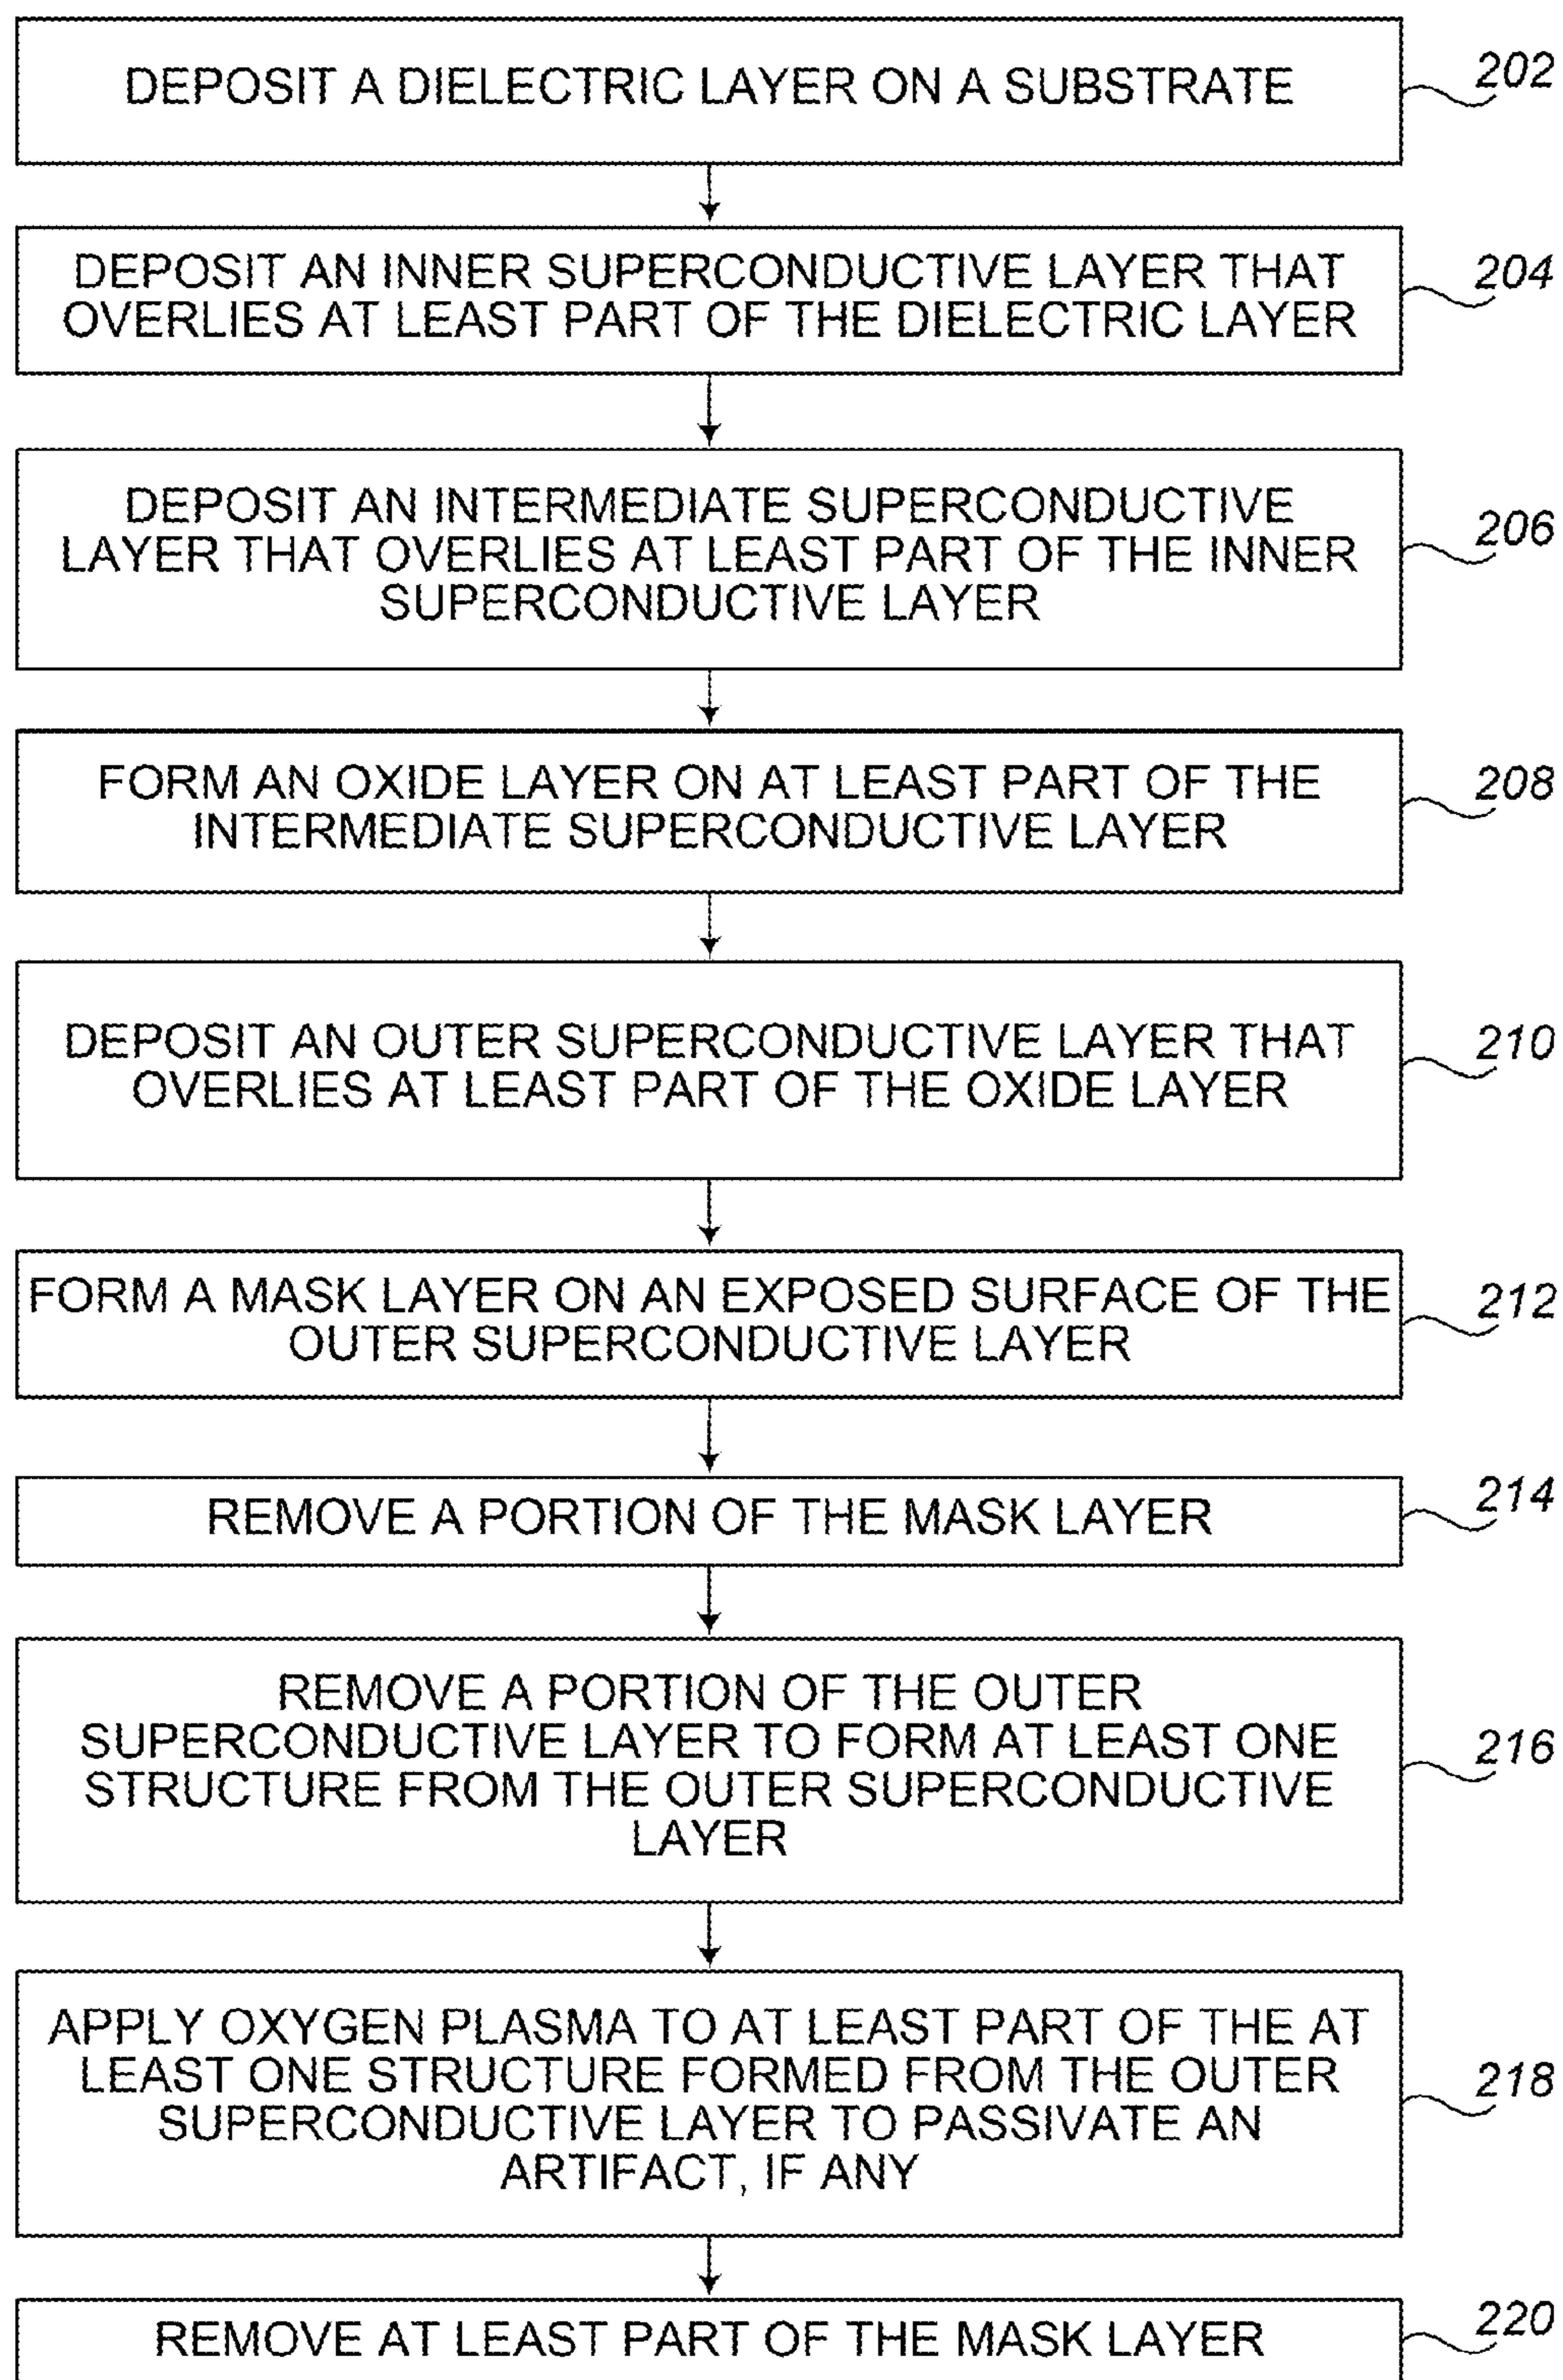 DEPOSIT A DIELECTRIC LAYER ON A SUBSTRATE
202
DEPOSIT AN INNER SUPERCONDUCTIVE LAYER THAT
OVERLIES AT LEAST PART OF THE DIELECTRIC LAYER
204
DEPOSIT AN INTERMEDIATE SUPERCONDUCTIVE
LAYER THAT OVERLIES AT LEAST PART OF THE INNER
SUPERCONDUCTIVE LAYER
206
FORM AN OXIDE LAYER ON AT LEAST PART OF THE
INTERMEDIATE SUPERCONDUCTIVE LAYER
208
DEPOSIT AN OUTER SUPERCONDUCTIVE LAYER THAT
OVERLIES AT LEAST PART OF THE OXIDE LAYER
210
FORM A MASK LAYER ON AN EXPOSED SURFACE OF THE
OUTER SUPERCONDUCTIVE LAYER
212
REMOVE A PORTION OF THE MASK LAYER
214
REMOVE A PORTION OF THE OUTER
SUPERCONDUCTIVE LAYER TO FORM AT LEAST ONE
STRUCTURE FROM THE OUTER SUPERCONDUCTIVE
LAYER
216
APPLY OXYGEN PLASMA TO AT LEAST PART OF THE AT
LEAST ONE STRUCTURE FORMED FROM THE OUTER
SUPERCONDUCTIVE LAYER TO PASSIVATE AN
ARTIFACT, IF ANY
218
REMOVE AT LEAST PART OF THE MASK LAYER
220